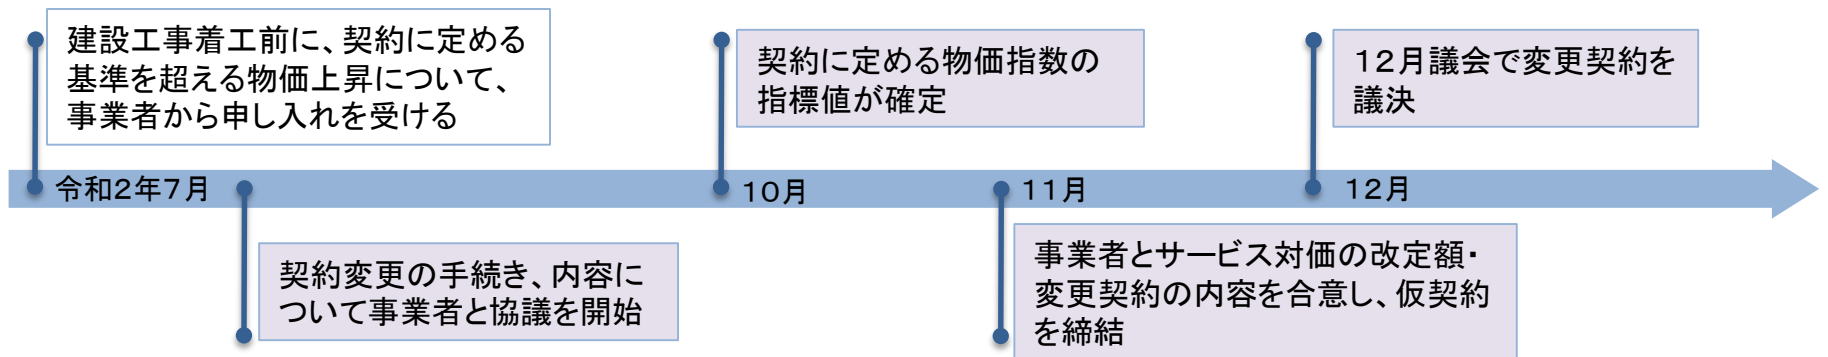 建設工事着工前に、契約に定める
基準を超える物価上昇について、
事業者から申し入れを受ける
契約に定める物価指数の
指標値が確定
１２月議会で変更契約を
議決
令和２年７月
１０月
１１月
１２月
契約変更の手続き、内容に
ついて事業者と協議を開始
事業者とサービス対価の改定額・
変更契約の内容を合意し、仮契約
を締結